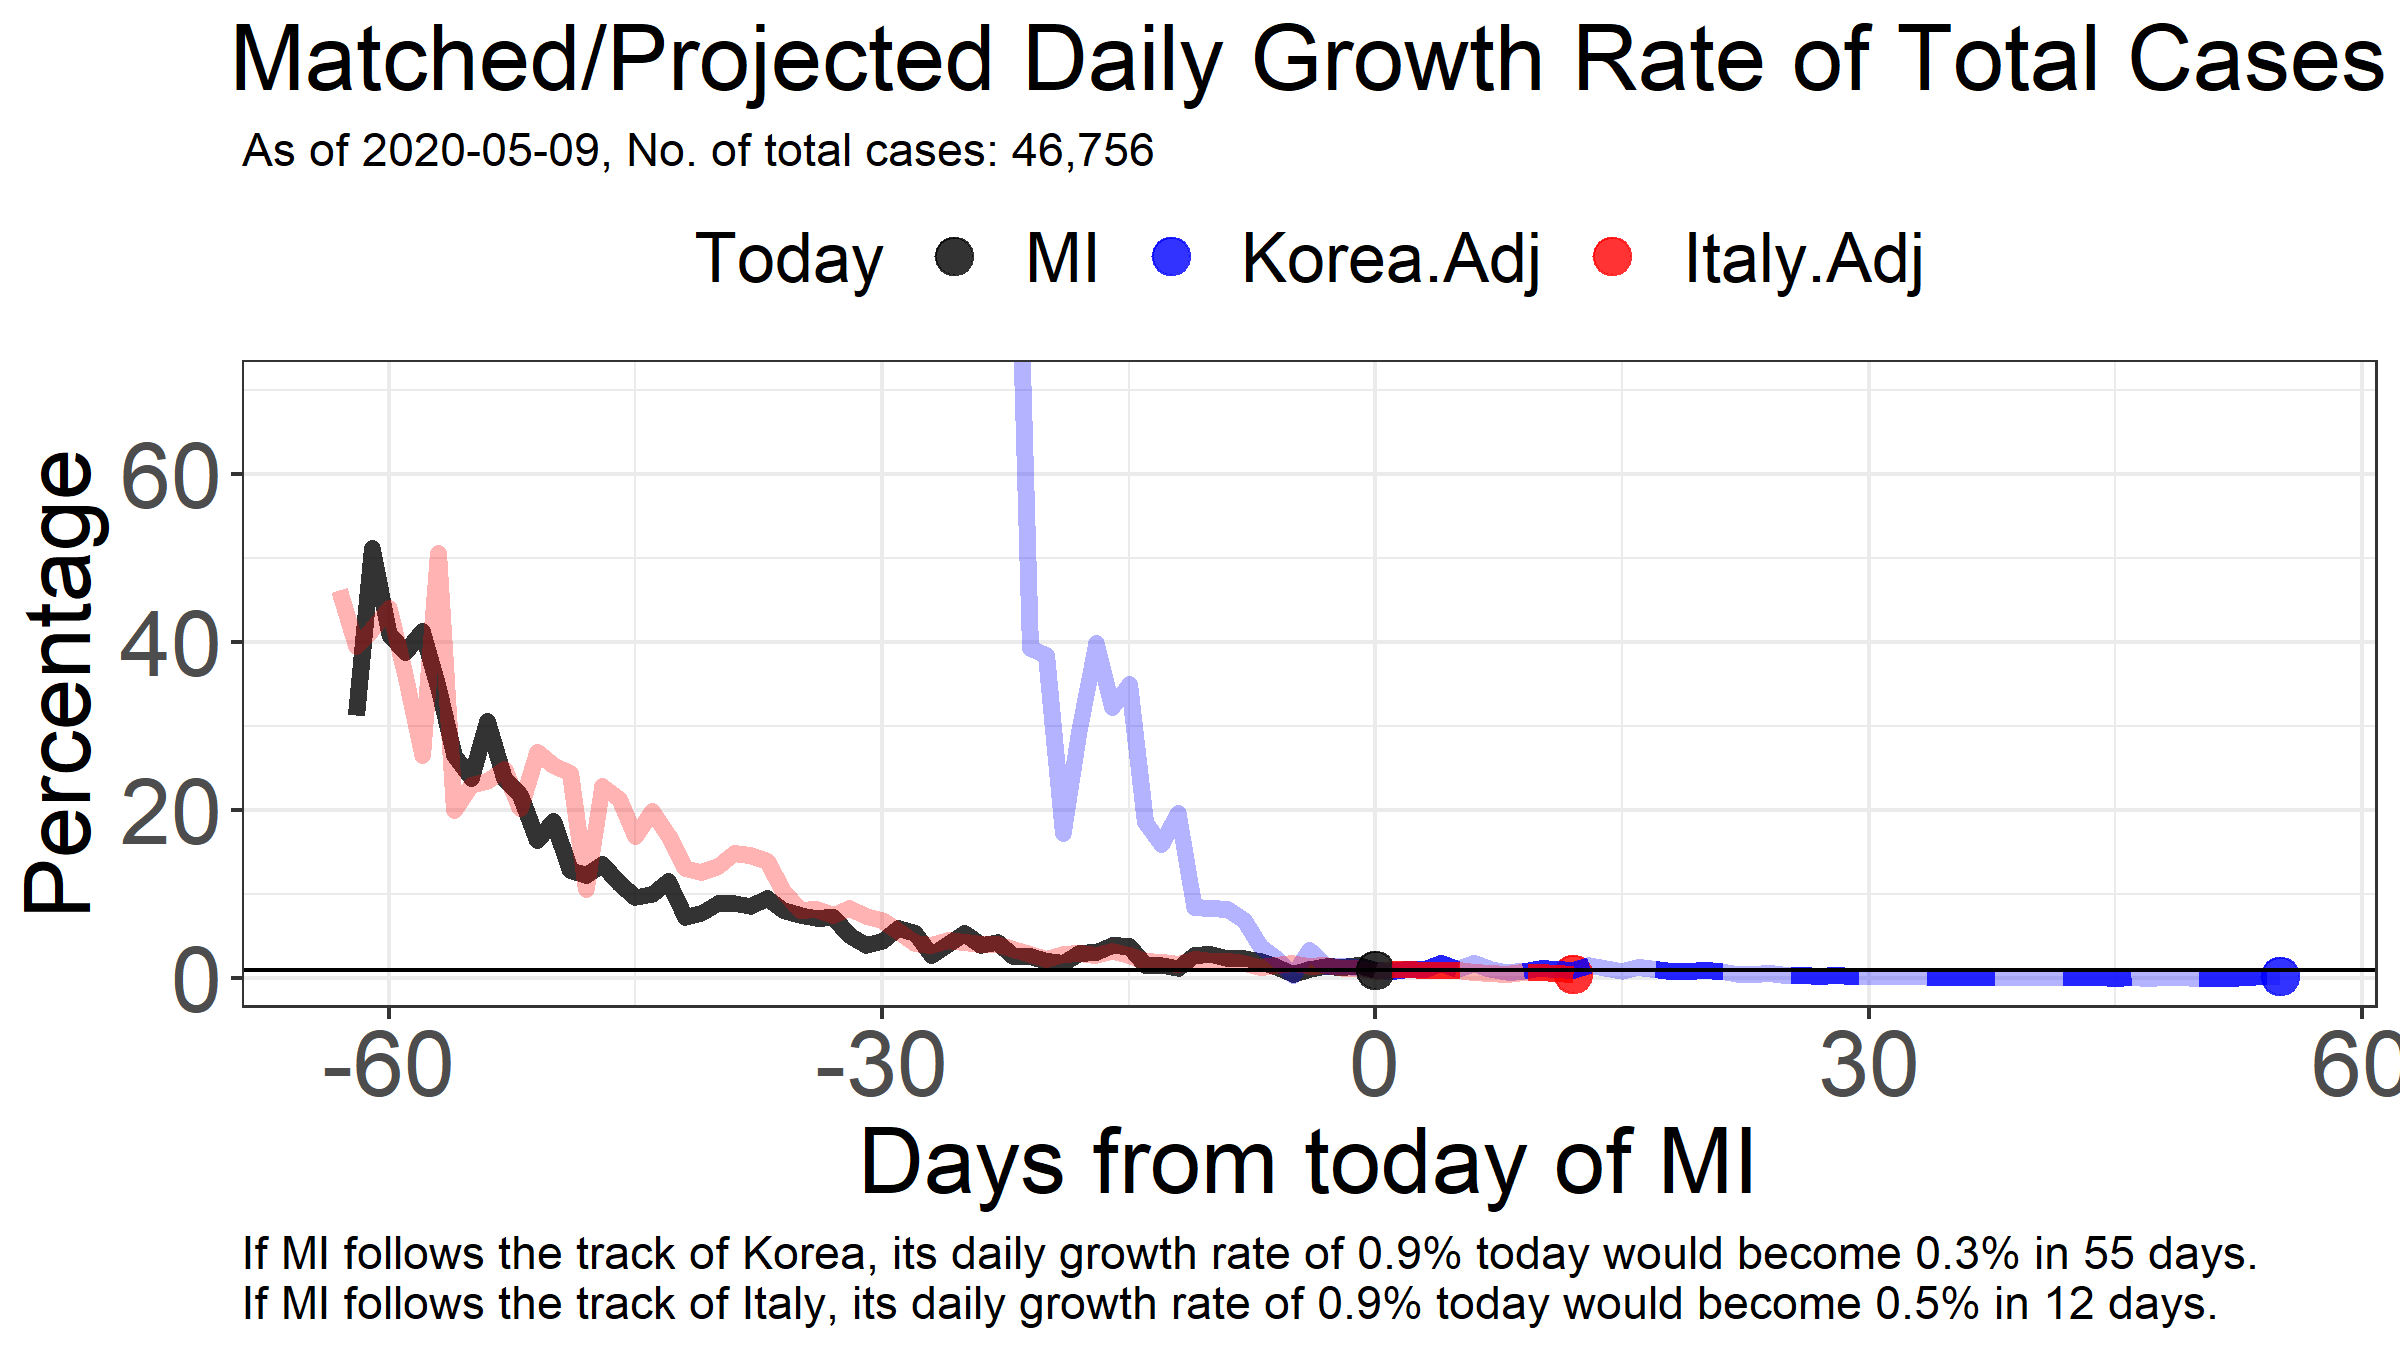 Matched/Projected Daily Growth Rate of Total Cases
As of 2020-05-09, No. of total cases: 46,756
Today MI Korea.Adj Italy.Adj
Percentage
60
40
20
0
-60 -30 0 30 60
Days from today of MI
If MI follows the track of Korea, its daily growth rate of 0.9% today would become 0.3% in 55 days.
If MI follows the track of Italy, its daily growth rate of 0.9% today would become 0.5% in 12 days.